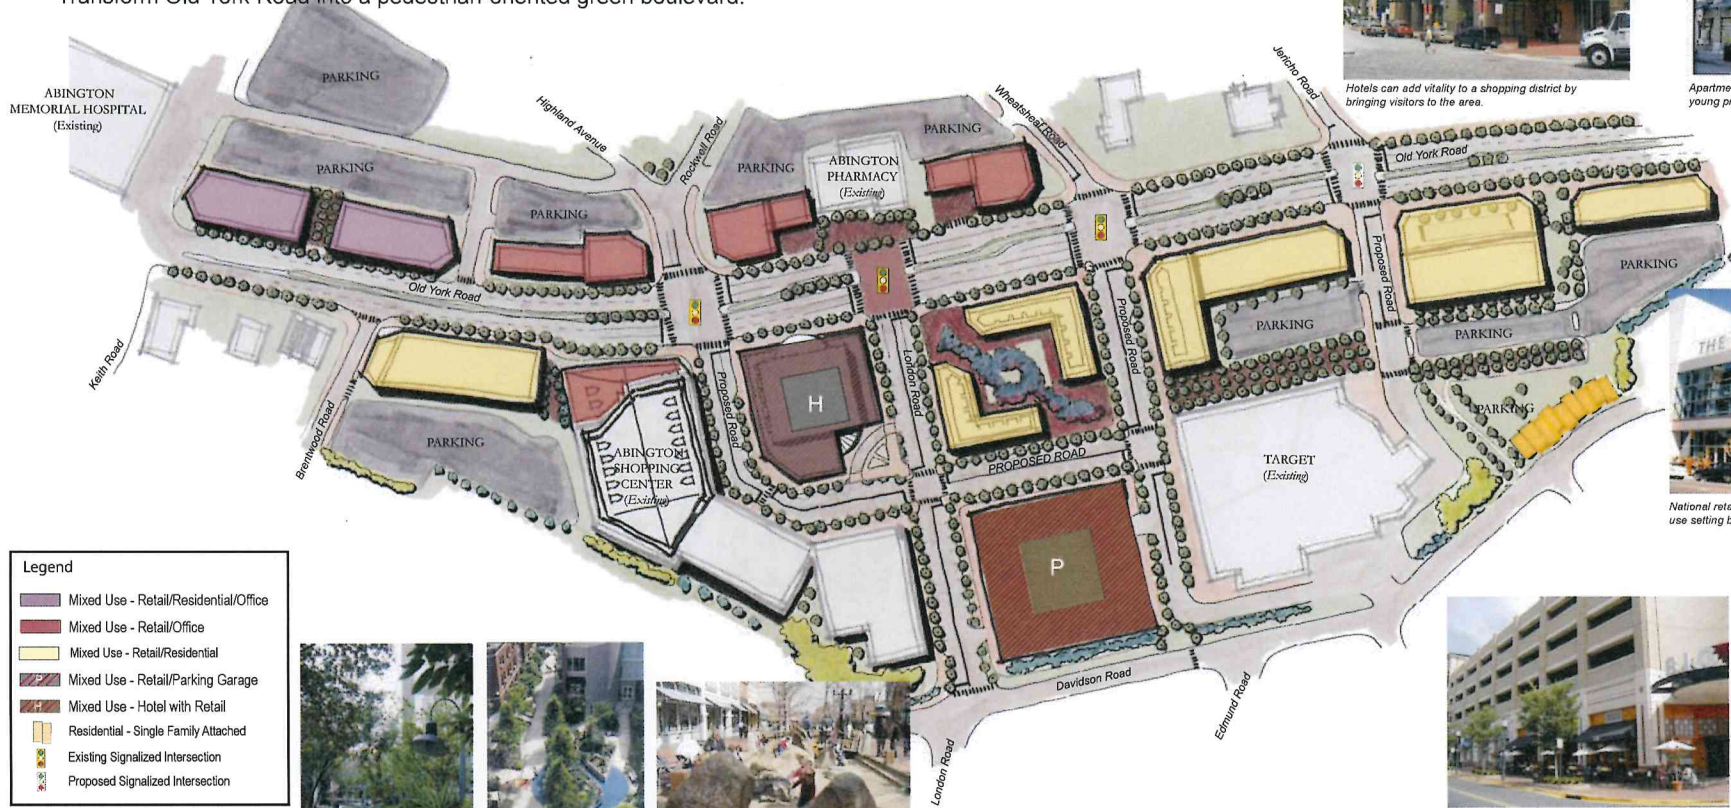 Transform Old York Road into a pedestrian-oriented green boulevard.
ABINGTON
MEMORIAL HOSPITAL
(Existing)
PARKING
PARKING
PARKING
Highland Avenue
Rockwell Road
PARKING
PARKING
ABINGTON
PHARMACY
(Existing)
Wheatsheaf Road
Jericho Road
Old York Road
Hotels can add vitality to a shopping district by
bringing visitors to the area.
Apartme
young pr
Old York Road
Keith Road
Brentwood Road
PARKING
ABINGTON
SHOPPING
CENTER
(Existing)
Proposed Road
H
London Road
PROPOSED ROAD
Proposed Road
PARKING
Proposed Road
PARKING
PARKING
PARKING
TARGET
(Existing)
P
Davidson Road
Edmund Road
London Road
THE
National reta
use setting b
Legend
Mixed Use - Retail/Residential/Office
Mixed Use - Retail/Office
Mixed Use - Retail/Residential
P Mixed Use - Retail/Parking Garage
H Mixed Use - Hotel with Retail
Residential - Single Family Attached
Existing Signalized Intersection
Proposed Signalized Intersection